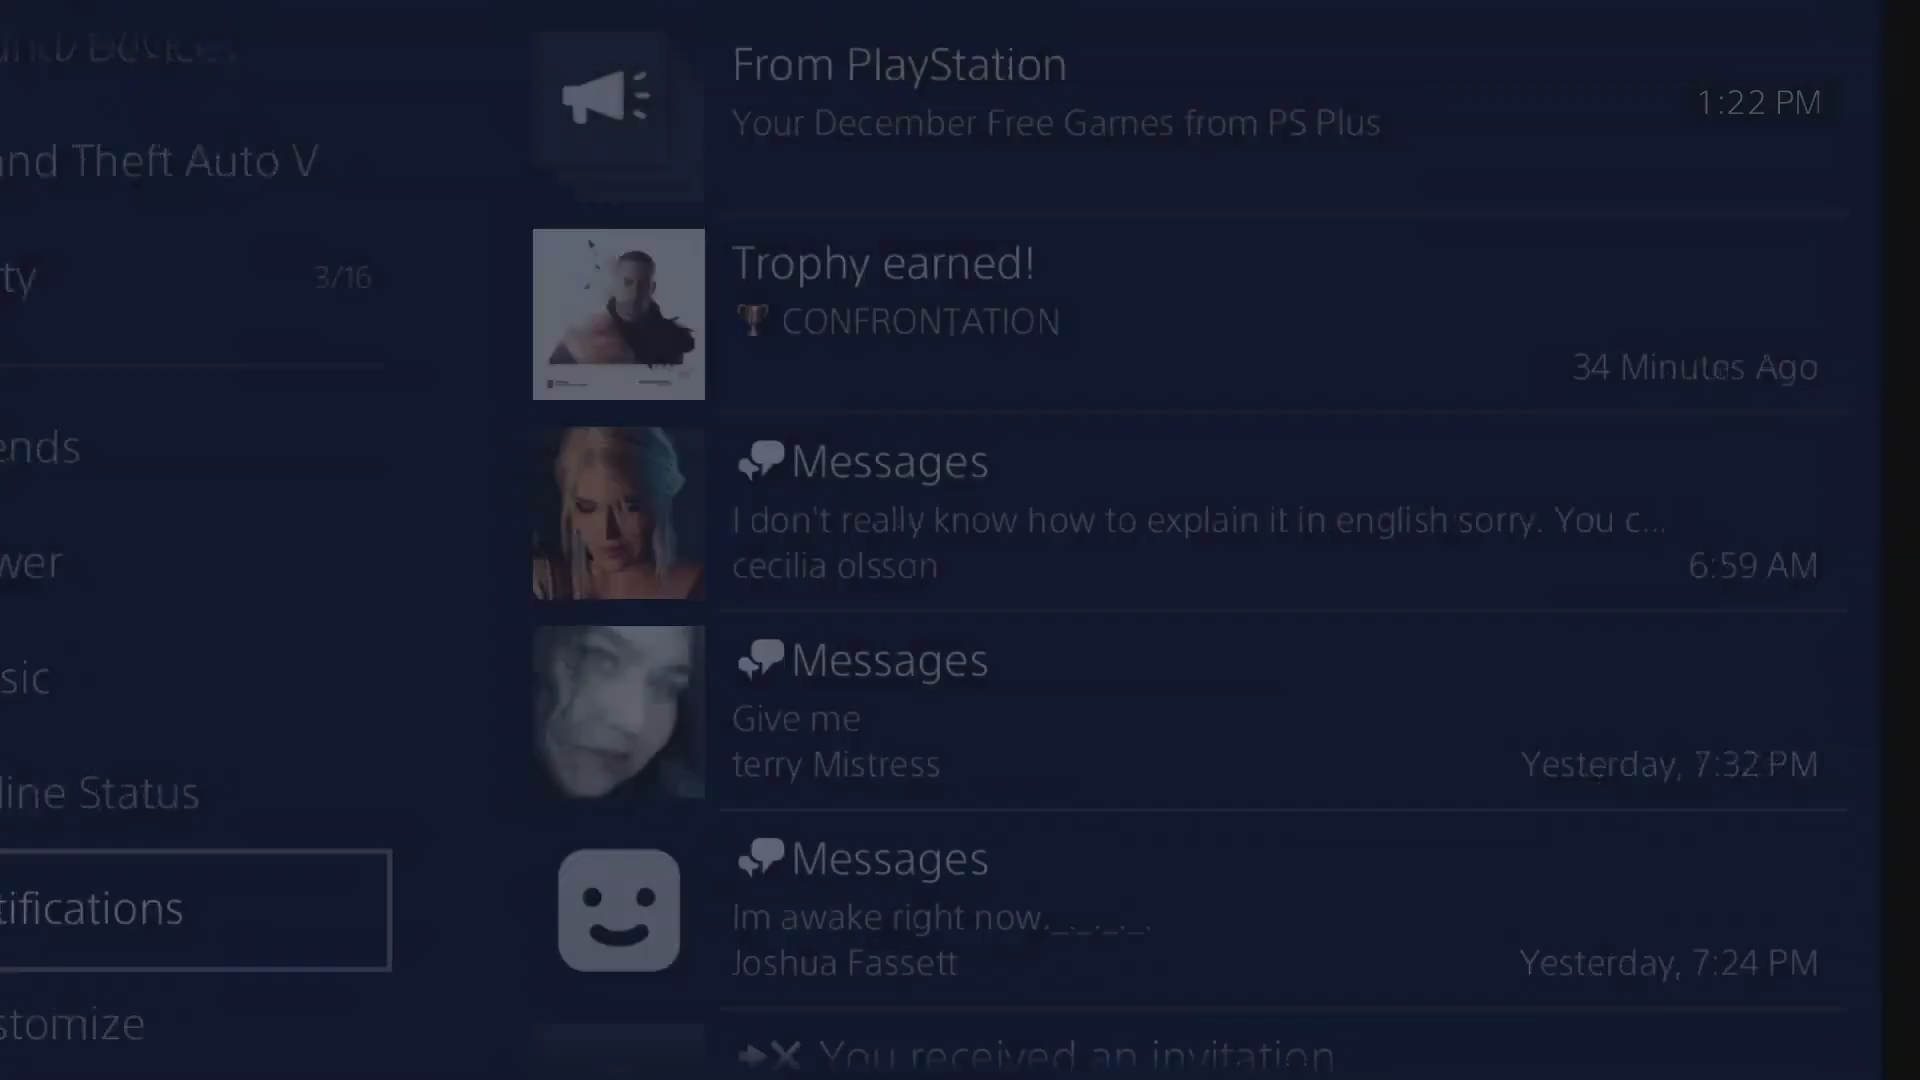 and Theft Auto V
ty
3/16
ends
wer
sic
line Status
tifications
stomize
From PlayStation
Your December Free Games from PS Plus
1:22 PM
Trophy earned!
CONFRONTATION
34 Minutes Ago
Messages
I don't really know how to explain it in english sorry. You c...
cecilia olsson
6:59 AM
Messages
Give me
terry Mistress
Yesterday, 7:32 PM
Messages
Im awake right now._._._._.
Joshua Fassett
Yesterday, 7:24 PM
You received an invitation